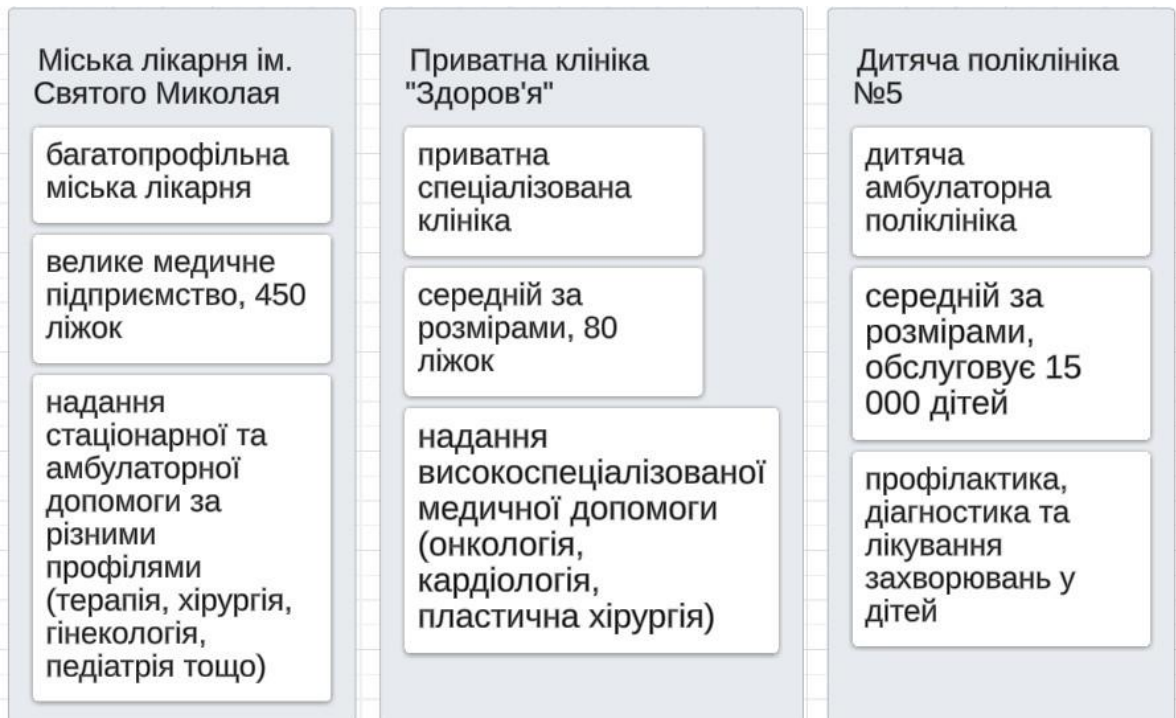 Міська лікарня ім.
Святого Миколая
багатопрофільна
міська лікарня
велике медичне
підприємство, 450
ліжок
надання
стаціонарної та
амбулаторної
допомоги за
різними
профілями
(терапія, хірургія,
гінекологія,
педіатрія тощо)
Приватна клініка
"Здоров'я"
приватна
спеціалізована
клініка
середній за
розмірами, 80
ліжок
надання
високоспеціалізованої
медичної допомоги
(онкологія,
кардіологія,
пластична хірургія)
Дитяча поліклініка
№5
дитяча
амбулаторна
поліклініка
середній за
розмірами,
обслуговує 15
000 дітей
профілактика,
діагностика та
лікування
захворювань у
дітей